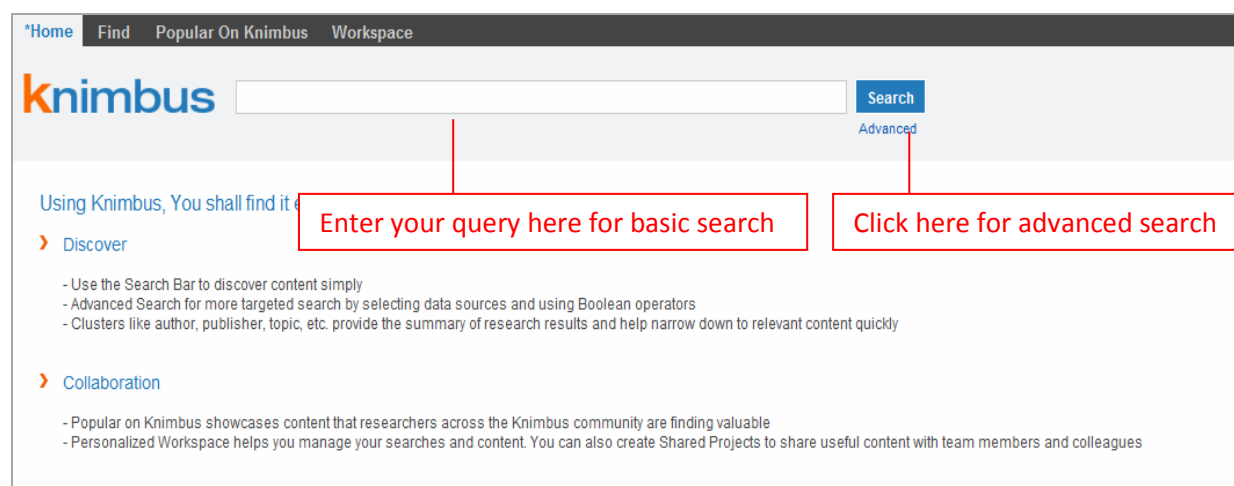 *Home Find Popular On Knimbus Workspace
knimbus
Search
Advanced
Using Knimbus, You shall find it
Enter your query here for basic search
Click here for advanced search
Discover
- Use the Search Bar to discover content simply
- Advanced Search for more targeted search by selecting data sources and using Boolean operators
- Clusters like author, publisher, topic, etc. provide the summary of research results and help narrow down to relevant content quickly
Collaboration
- Popular on Knimbus showcases content that researchers across the Knimbus community are finding valuable
- Personalized Workspace helps you manage your searches and content. You can also create Shared Projects to share useful content with team members and colleagues